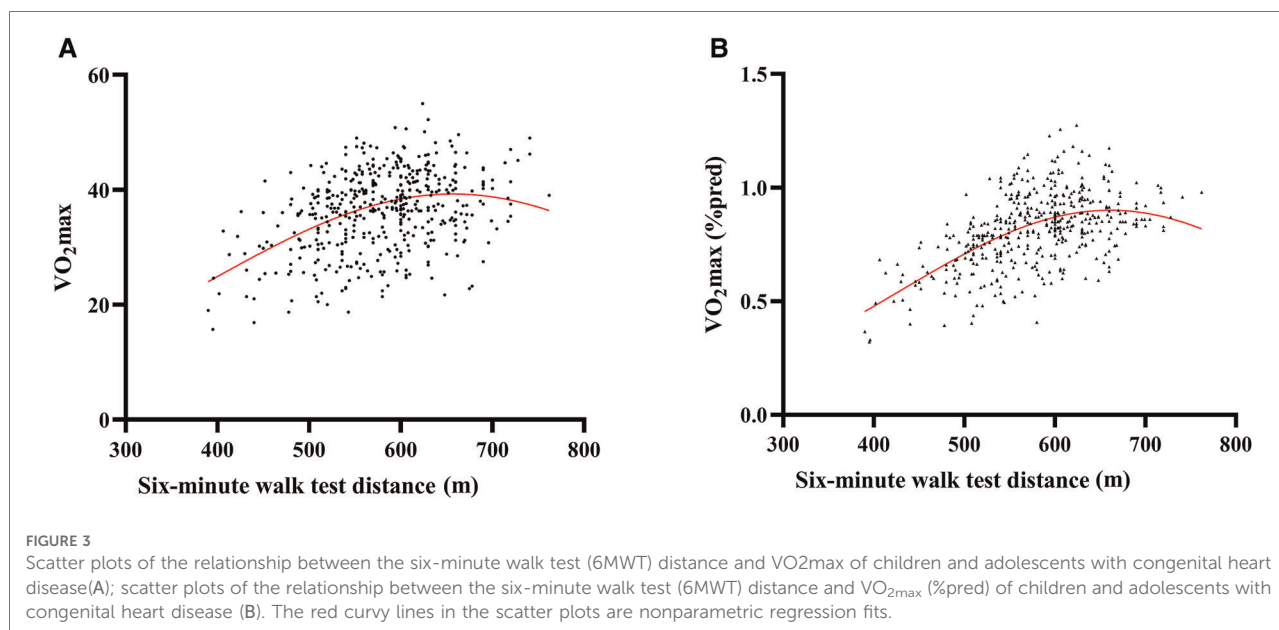 A
60
40
20
0
VO₂max
300 400 500 600 700 800
Six-minute walk test distance (m)
B
1.5
1.0
0.5
0.0
VO₂max (%pred)
300 400 500 600 700 800
Six-minute walk test distance (m)
FIGURE 3
Scatter plots of the relationship between the six-minute walk test (6MWT) distance and VO2max of children and adolescents with congenital heart
disease(A); scatter plots of the relationship between the six-minute walk test (6MWT) distance and VO₂max (%pred) of children and adolescents with
congenital heart disease (B). The red curvy lines in the scatter plots are nonparametric regression fits.